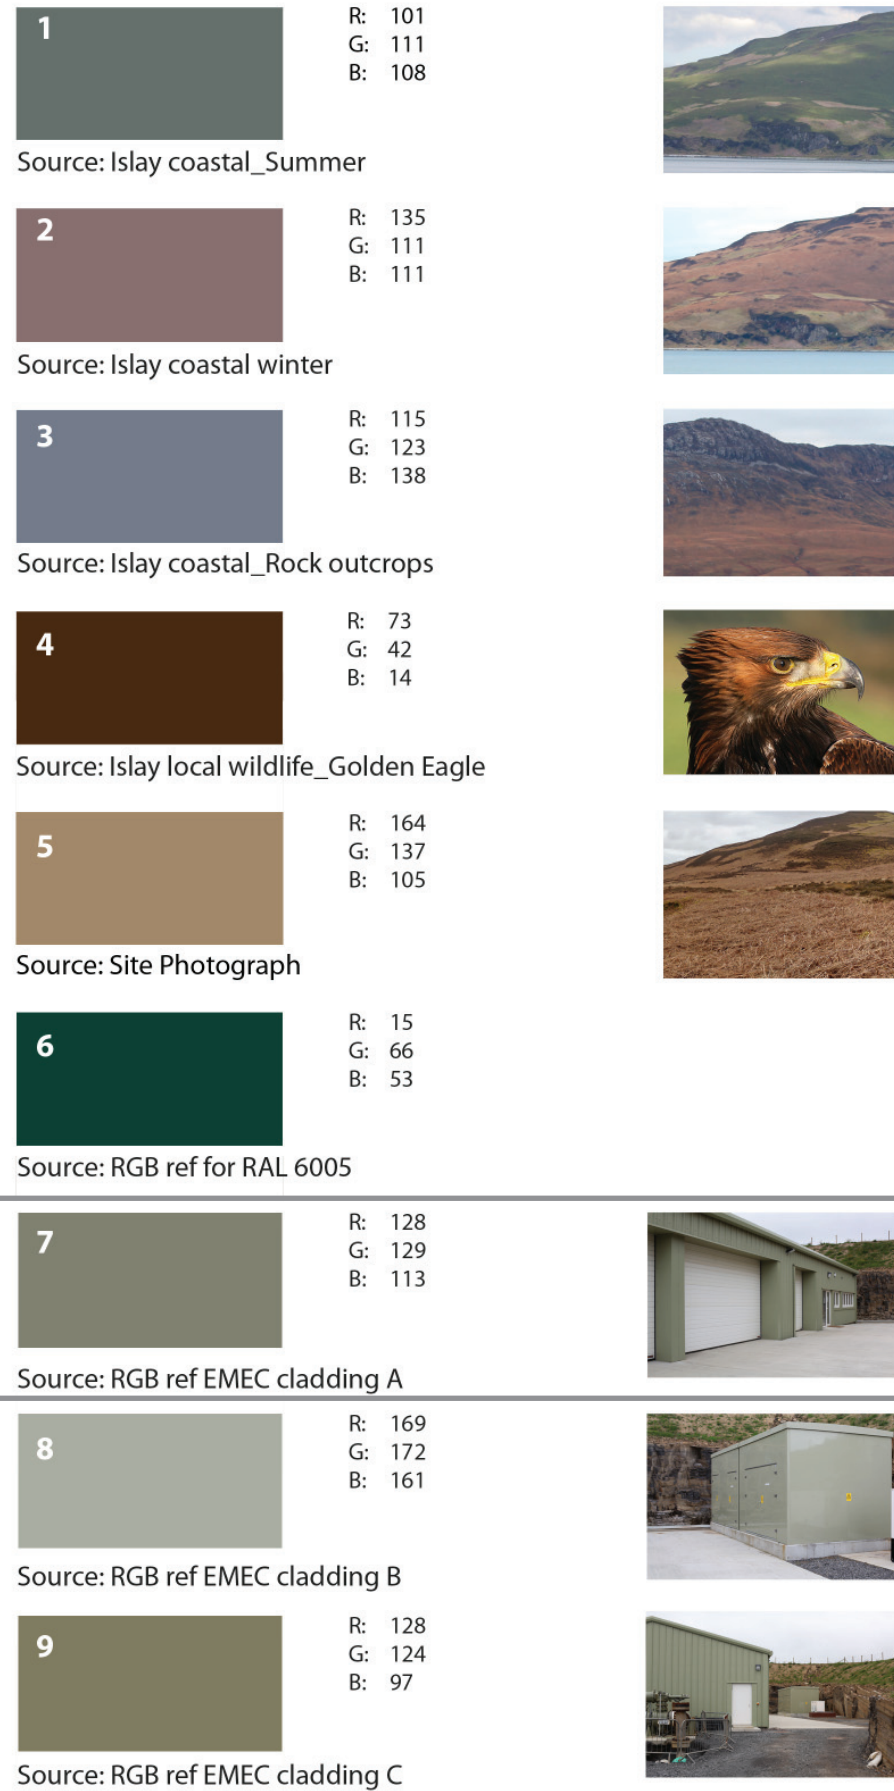 1
R: 101
G: 111
B: 108
Source: Islay coastal_Summer
2
R: 135
G: 111
B: 111
Source: Islay coastal winter
3
R: 115
G: 123
B: 138
Source: Islay coastal_Rock outcrops
4
R: 73
G: 42
B: 14
Source: Islay local wildlife_Golden Eagle
5
R: 164
G: 137
B: 105
Source: Site Photograph
6
R: 15
G: 66
B: 53
Source: RGB ref for RAL 6005
7
R: 128
G: 129
B: 113
Source: RGB ref EMEC cladding A
8
R: 169
G: 172
B: 161
Source: RGB ref EMEC cladding B
9
R: 128
G: 124
B: 97
Source: RGB ref EMEC cladding C